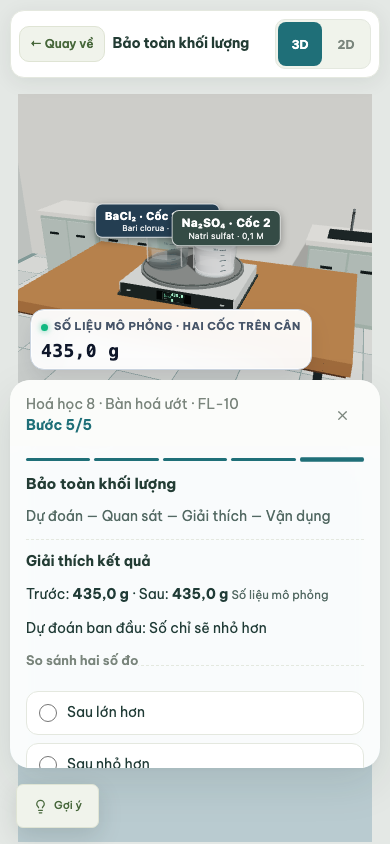 ← Quay về
Bảo toàn khối lượng
3D
2D
BaCl₂ · Cốc
Bari clorua ·
Na₂SO₄ · Cốc 2
Natri sulfat · 0,1 M
SỐ LIỆU MÔ PHỎNG · HAI CỐC TRÊN CÂN
435,0 g
Hoá học 8 · Bàn hoá ướt · FL-10
×
Bước 5/5
Bảo toàn khối lượng
Dự đoán — Quan sát — Giải thích — Vận dụng
Giải thích kết quả
Trước: 435,0 g · Sau: 435,0 g Số liệu mô phỏng
Dự đoán ban đầu: Số chỉ sẽ nhỏ hơn
So sánh hai số đo
Sau lớn hơn
Sau nhỏ hơn
Gợi ý